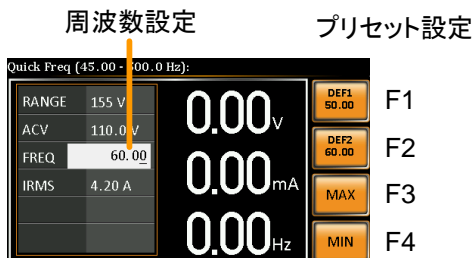 周波数設定
プリセット設定
Quick Freq (45.00 - 500.0 Hz):
RANGE 155 V
ACV 110.0 V
FREQ 60.00
IRMS 4.20 A
0.00V
0.00mA
0.00Hz
DEF1
50.00
F1
DEF2
60.00
F2
MAX
F3
MIN
F4